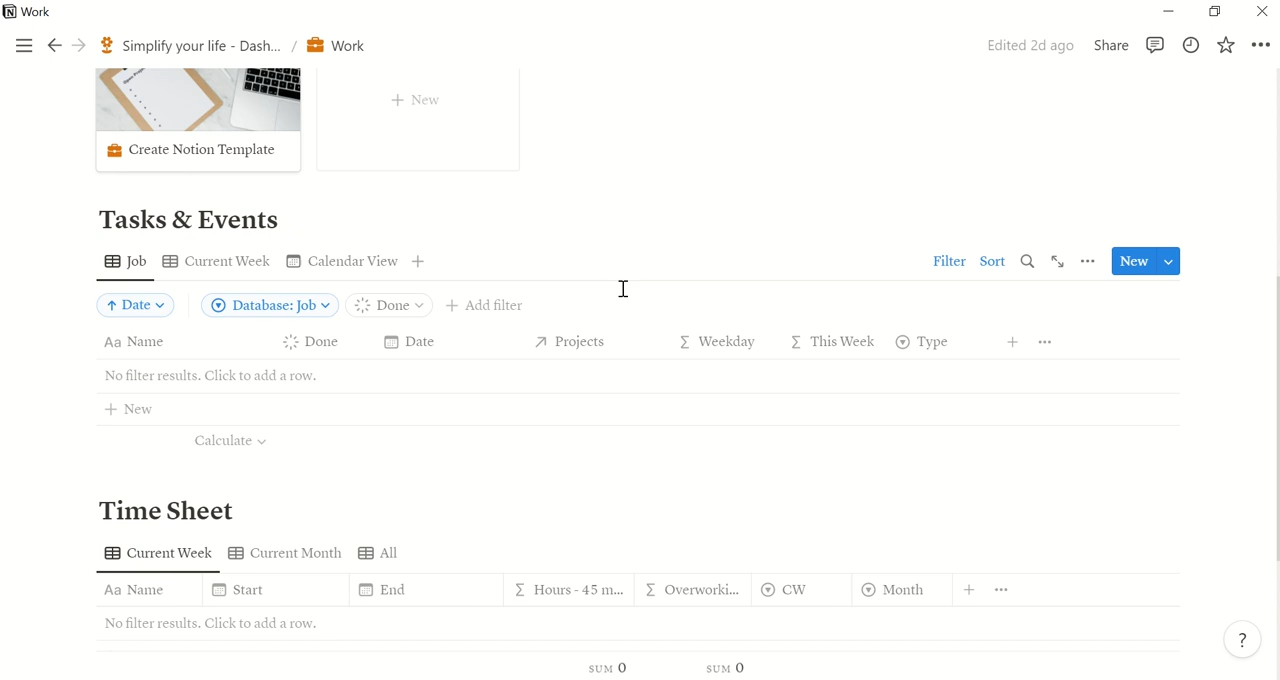 Work
Simplify your life - Dash... / Work
Edited 2d ago Share
+ New
Create Notion Template
Tasks & Events
Job Current Week Calendar View +
Filter Sort New
↑ Date Database: Job Done + Add filter
Aa Name Done Date ↗ Projects Σ Weekday Σ This Week Type + ...
No filter results. Click to add a row.
+ New
Calculate
Time Sheet
Current Week Current Month All
Aa Name Start End Σ Hours - 45 m... Σ Overworki... CW Month + ...
No filter results. Click to add a row.
SUM 0 SUM 0
?